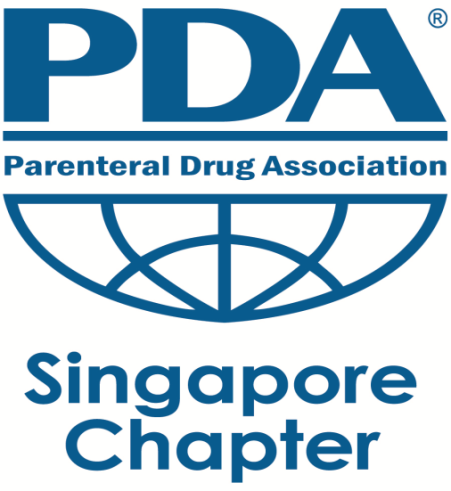 PDA®
Parenteral Drug Association
Singapore
Chapter